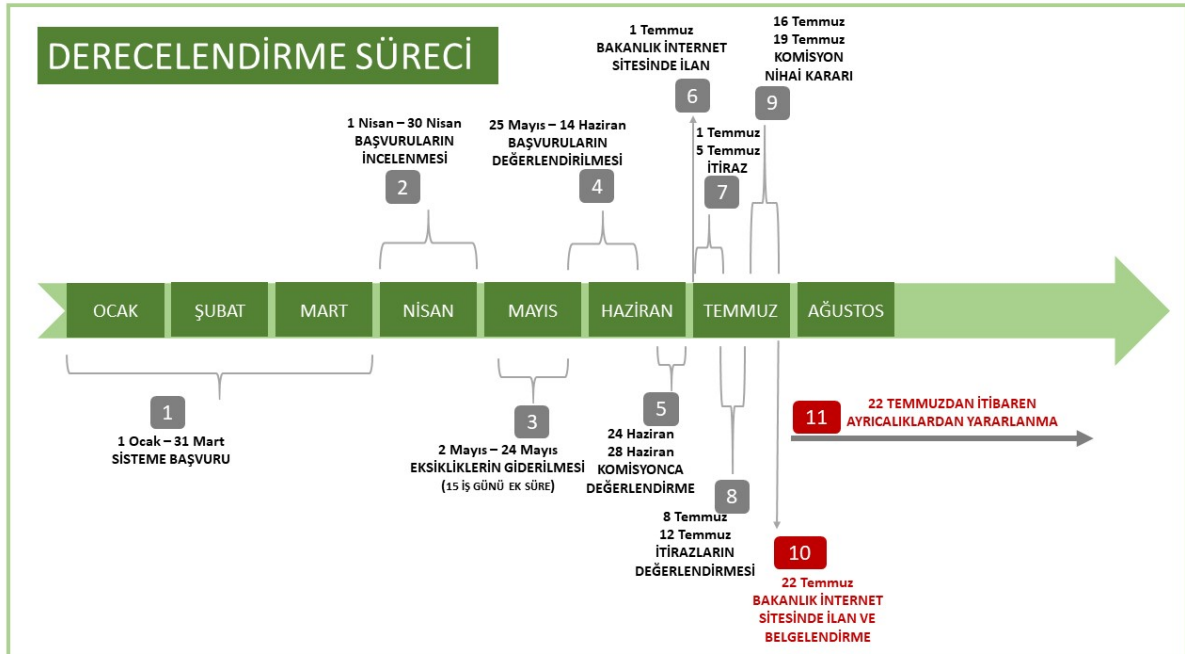 DERECELENDİRME SÜRECİ
1 Temmuz
BAKANLIK İNTERNET
SİTESİNDE İLAN
6
16 Temmuz
19 Temmuz
KOMİSYON
NİHAİ KARARI
9
1 Nisan – 30 Nisan
BAŞVURULARIN
İNCELENMESİ
2
25 Mayıs – 14 Haziran
BAŞVURULARIN
DEĞERLENDİRİLMESİ
4
1 Temmuz
5 Temmuz
İTİRAZ
7
OCAK
ŞUBAT
MART
NİSAN
MAYIS
HAZİRAN
TEMMUZ
AĞUSTOS
1
1 Ocak – 31 Mart
SİSTEME BAŞVURU
3
2 Mayıs – 24 Mayıs
EKSİKLİKLERİN GİDERİLMESİ
(15 İŞ GÜNÜ EK SÜRE)
5
24 Haziran
28 Haziran
KOMİSYONCA
DEĞERLENDİRME
8
8 Temmuz
12 Temmuz
İTİRAZLARIN
DEĞERLENDİRMESİ
11
22 TEMMUZDAN İTİBAREN
AYRICALIKLARDAN YARARLANMA
10
22 Temmuz
BAKANLIK İNTERNET
SİTESİNDE İLAN VE
BELGELENDİRME